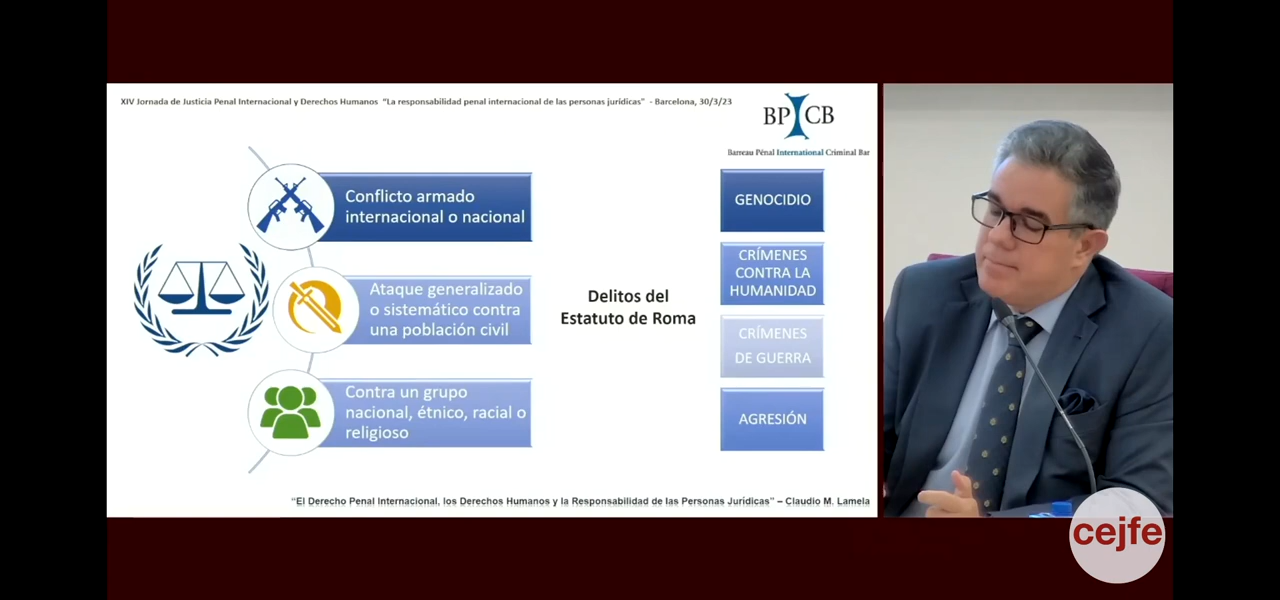 XIV Jornada de Justicia Penal Internacional y Derechos Humanos "La responsabilidad penal internacional de las personas jurídicas" - Barcelona, 30/3/23
BP CB
Barreau Pénal International Criminal Bar
Conflicto armado
internacional o nacional
Ataque generalizado
o sistemático contra
una población civil
Contra un grupo
nacional, étnico, racial o
religioso
Delitos del
Estatuto de Roma
GENOCIDIO
CRÍMENES
CONTRA LA
HUMANIDAD
CRÍMENES
DE GUERRA
AGRESIÓN
"El Derecho Penal Internacional, los Derechos Humanos y la Responsabilidad de las Personas Jurídicas" – Claudio M. Lamela
cejfe